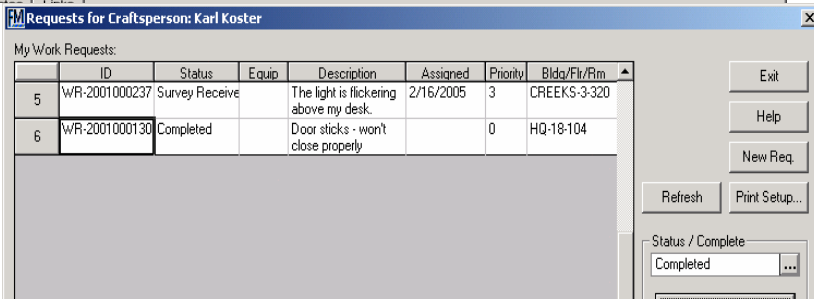 FM Requests for Craftsperson: Karl Koster X
My Work Requests:
ID Status Equip Description Assigned Priority Bldg/Flr/Rm
5 WR-2001000237 Survey Receive The light is flickering above my desk. 2/16/2005 3 CREEKS-3-320
6 WR-2001000130 Completed Door sticks - won't close properly 0 HQ-18-104
Exit
Help
New Req.
Refresh Print Setup...
Status / Complete
Completed ...